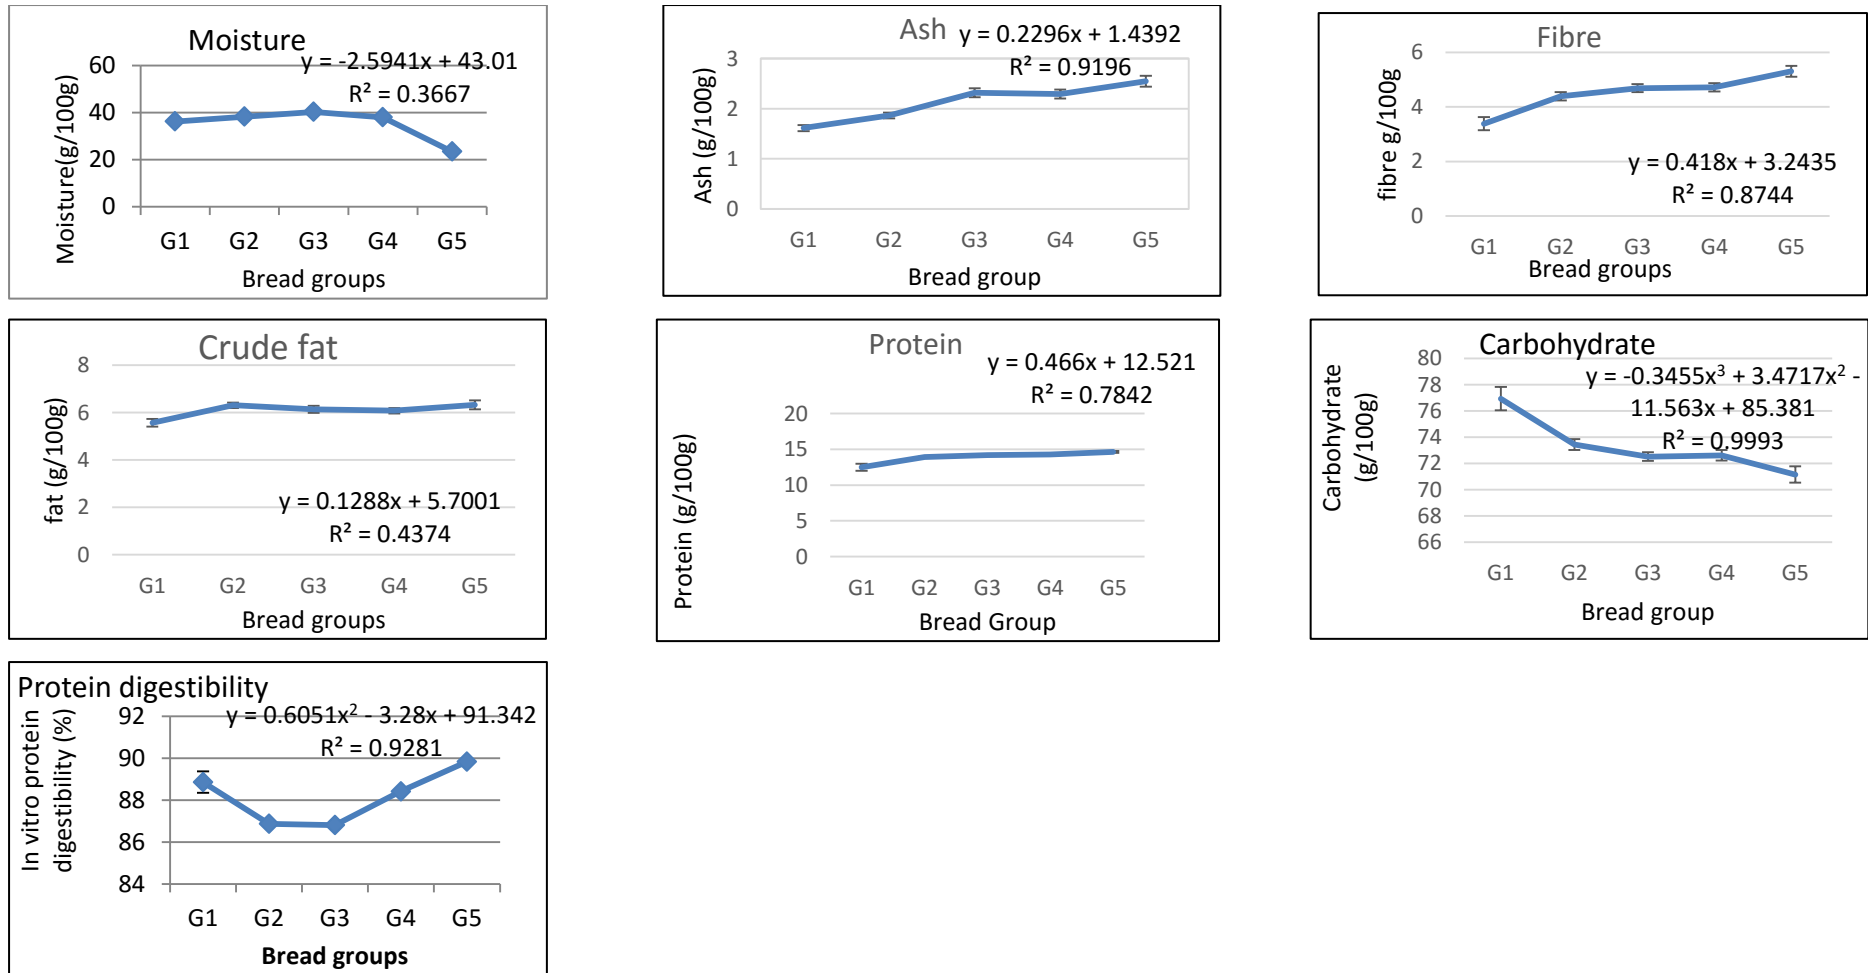 Moisture
y = -2.5941x + 43.01
R² = 0.3667
Moisture(g/100g)
60
40
20
0
G1 G2 G3 G4 G5
Bread groups
Ash
y = 0.2296x + 1.4392
R² = 0.9196
Ash (g/100g)
3
2
1
0
G1 G2 G3 G4 G5
Bread group
Fibre
fibre g/100g
6
4
2
0
y = 0.418x + 3.2435
R² = 0.8744
G1 G2 G3 G4 G5
Bread groups
Crude fat
fat (g/100g)
8
6
4
2
0
y = 0.1288x + 5.7001
R² = 0.4374
G1 G2 G3 G4 G5
Bread groups
Protein
y = 0.466x + 12.521
R² = 0.7842
Protein (g/100g)
20
15
10
5
0
G1 G2 G3 G4 G5
Bread Group
Carbohydrate
y = -0.3455x³ + 3.4717x² -
11.563x + 85.381
R² = 0.9993
Carbohydrate
(g/100g)
80
78
76
74
72
70
68
66
G1 G2 G3 G4 G5
Bread group
Protein digestibility
y = 0.6051x² - 3.28x + 91.342
R² = 0.9281
In vitro protein
digestibility (%)
92
90
88
86
84
G1 G2 G3 G4 G5
Bread groups